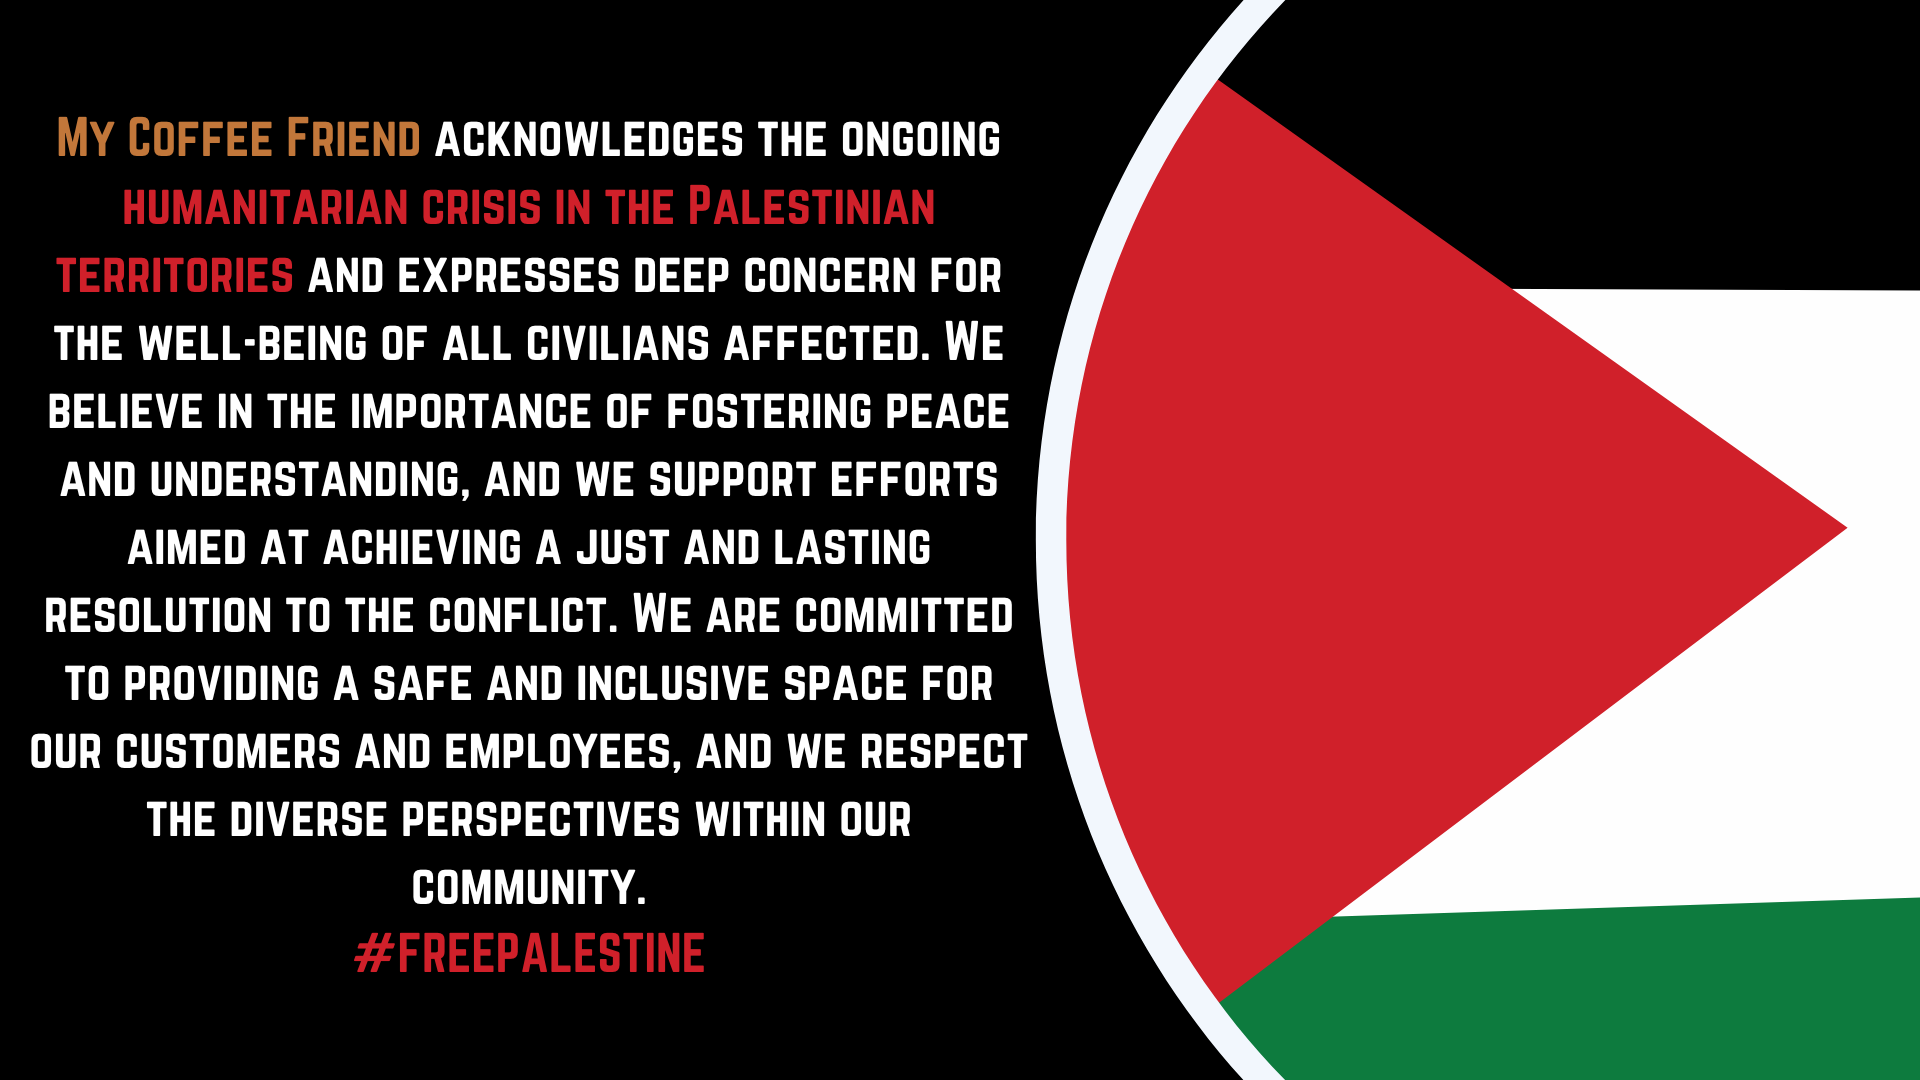 My Coffee Friend acknowledges the ongoing
humanitarian crisis in the Palestinian
territories and expresses deep concern for
the well-being of all civilians affected. We
believe in the importance of fostering peace
and understanding, and we support efforts
aimed at achieving a just and lasting
resolution to the conflict. We are committed
to providing a safe and inclusive space for
our customers and employees, and we respect
the diverse perspectives within our
community.
#FREEPALESTINE